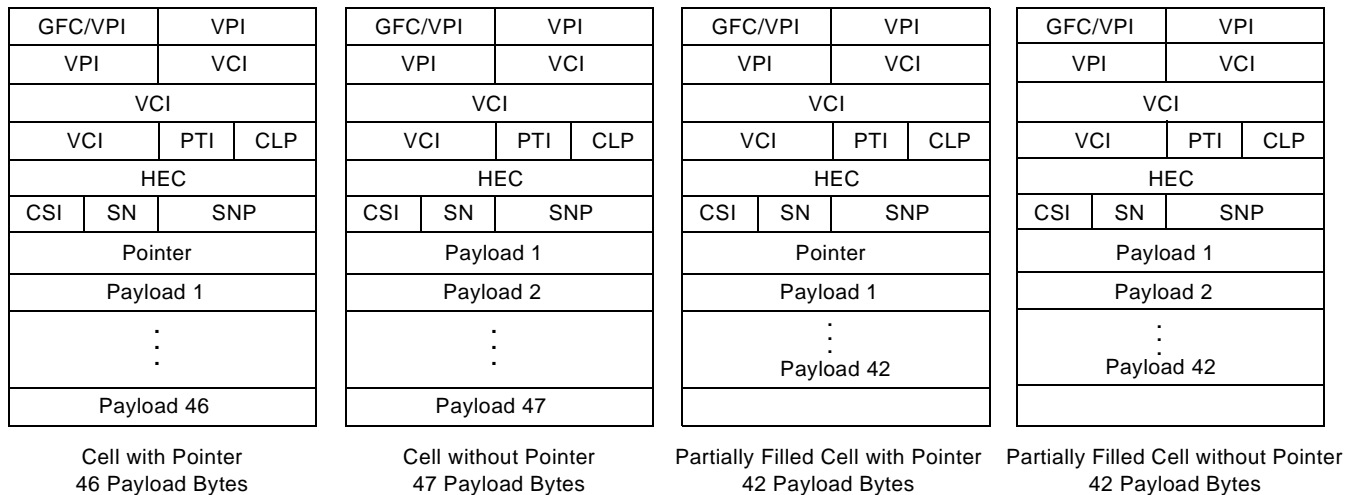 GFC/VPI VPI
VPI VCI
VCI
VCI PTI CLP
HEC
CSI SN SNP
Pointer
Payload 1
.
.
.
Payload 46
Cell with Pointer
46 Payload Bytes
GFC/VPI VPI
VPI VCI
VCI
VCI PTI CLP
HEC
CSI SN SNP
Payload 1
Payload 2
.
.
.
Payload 47
Cell without Pointer
47 Payload Bytes
GFC/VPI VPI
VPI VCI
VCI
VCI PTI CLP
HEC
CSI SN SNP
Pointer
Payload 1
.
.
.
Payload 42
Partially Filled Cell with Pointer
42 Payload Bytes
GFC/VPI VPI
VPI VCI
VCI
VCI PTI CLP
HEC
CSI SN SNP
Payload 1
Payload 2
.
.
.
Payload 42
Partially Filled Cell without Pointer
42 Payload Bytes